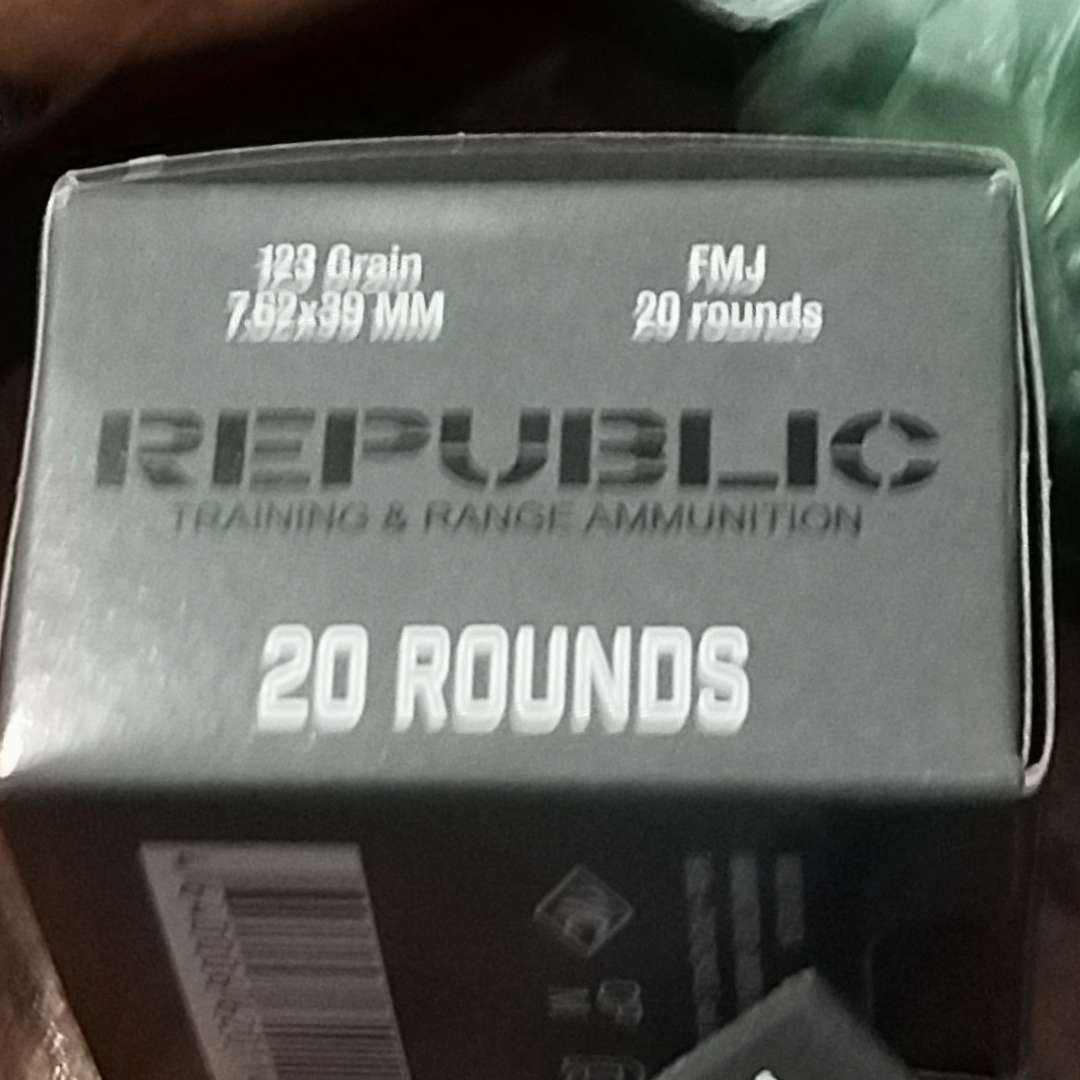 123 Grain
7.62x39 MM
FMJ
20 rounds
REPUBLIC
TRAINING & RANGE AMMUNITION
20 ROUNDS